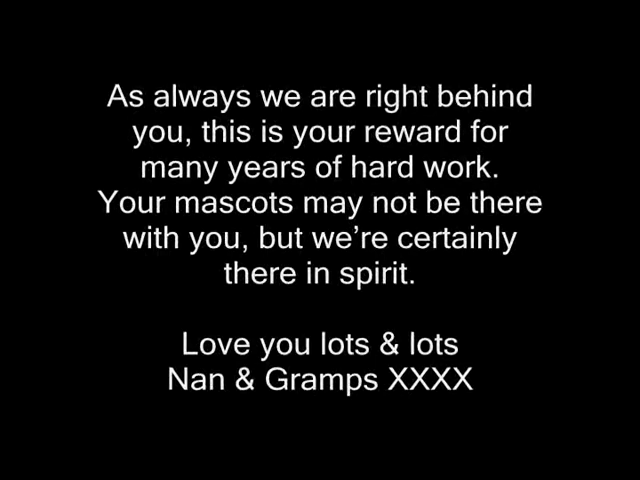 As always we are right behind
you, this is your reward for
many years of hard work.
Your mascots may not be there
with you, but we’re certainly
there in spirit.
Love you lots & lots
Nan & Gramps XXXX